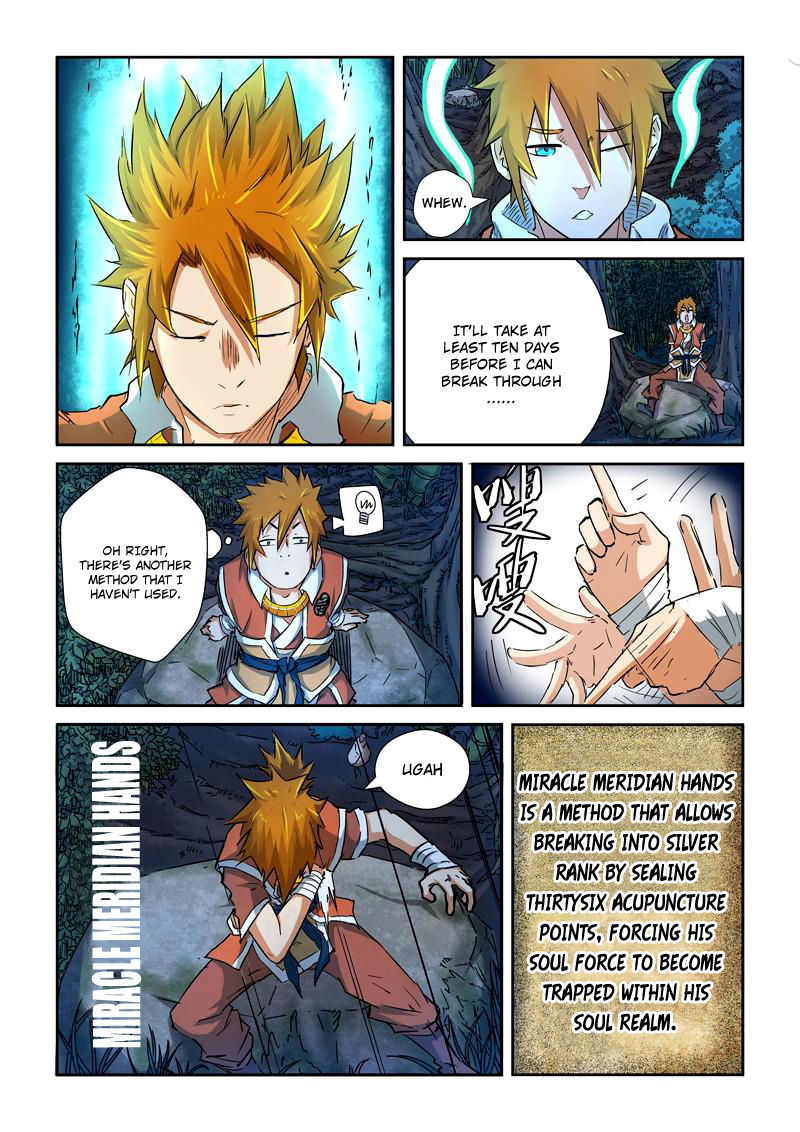 WHEW.
IT'LL TAKE AT
LEAST TEN DAYS
BEFORE I CAN
BREAK THROUGH
......
OH RIGHT,
THERE'S ANOTHER
METHOD THAT I
HAVEN'T USED.
嗖
嗖
MIRACLE MERIDIAN HANDS
UGAH
MIRACLE MERIDIAN HANDS
IS A METHOD THAT ALLOWS
BREAKING INTO SILVER
RANK BY SEALING
THIRTYSIX ACUPUNCTURE
POINTS, FORCING HIS
SOUL FORCE TO BECOME
TRAPPED WITHIN HIS
SOUL REALM.